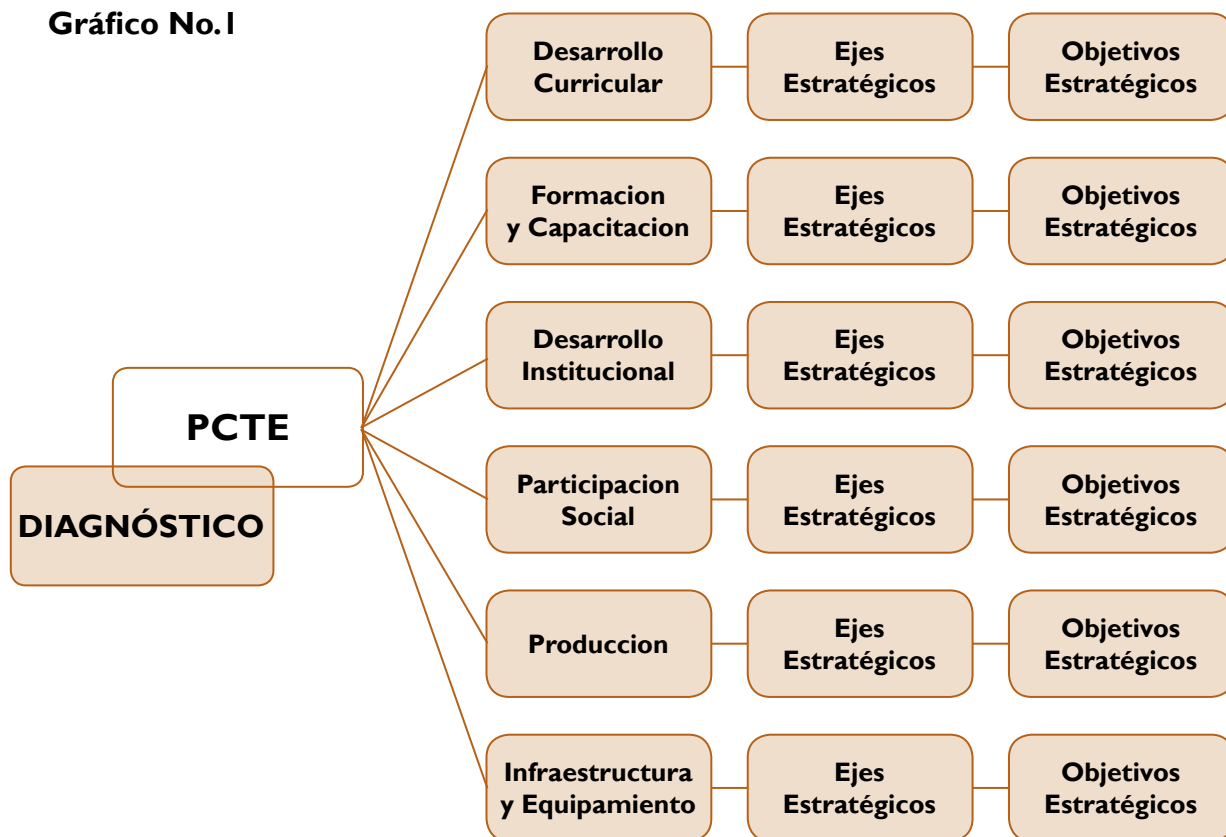 Gráfico No.1
Desarrollo
Curricular
Ejes
Estratégicos
Objetivos
Estratégicos
Formacion
y Capacitacion
Ejes
Estratégicos
Objetivos
Estratégicos
Desarrollo
Institucional
Ejes
Estratégicos
Objetivos
Estratégicos
PCTE
DIAGNÓSTICO
Participacion
Social
Ejes
Estratégicos
Objetivos
Estratégicos
Produccion
Ejes
Estratégicos
Objetivos
Estratégicos
Infraestructura
y Equipamiento
Ejes
Estratégicos
Objetivos
Estratégicos